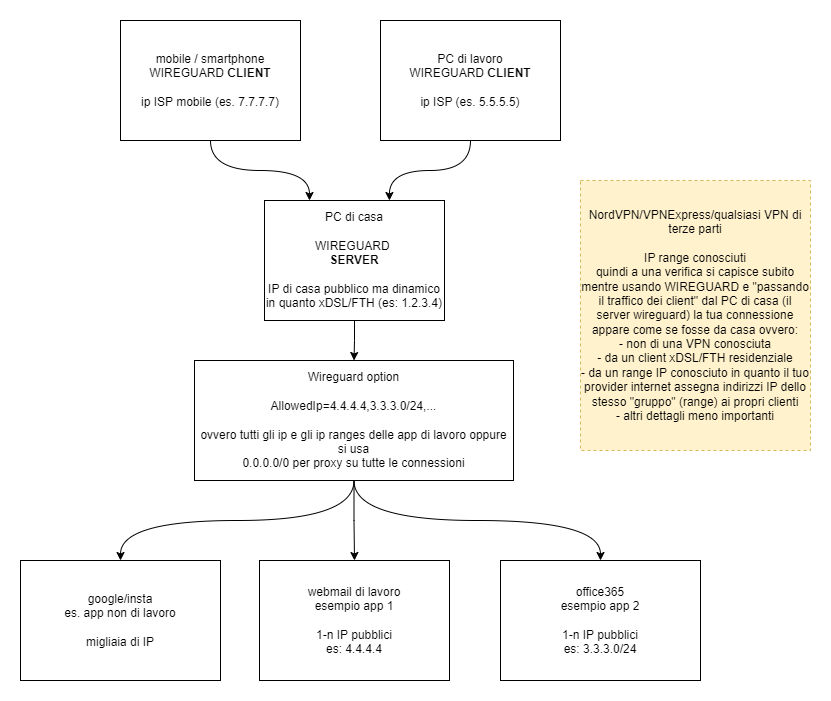 mobile / smartphone
WIREGUARD CLIENT
ip ISP mobile (es. 7.7.7.7)
PC di lavoro
WIREGUARD CLIENT
ip ISP (es. 5.5.5.5)
PC di casa
WIREGUARD
SERVER
IP di casa pubblico ma dinamico
in quanto xDSL/FTH (es: 1.2.3.4)
NordVPN/VPNExpress/qualsiasi VPN di
terze parti
IP range conosciuti
quindi a una verifica si capisce subito
mentre usando WIREGUARD e "passando
il traffico dei client" dal PC di casa (il
server wireguard) la tua connessione
appare come se fosse da casa ovvero:
- non di una VPN conosciuta
- da un client xDSL/FTH residenziale
- da un range IP conosciuto in quanto il tuo
provider internet assegna indirizzi IP dello
stesso "gruppo" (range) ai propri clienti
- altri dettagli meno importanti
Wireguard option
AllowedIp=4.4.4.4,3.3.3.0/24,...
ovvero tutti gli ip e gli ip ranges delle app di lavoro oppure
si usa
0.0.0.0/0 per proxy su tutte le connessioni
google/insta
es. app non di lavoro
migliaia di IP
webmail di lavoro
esempio app 1
1-n IP pubblici
es: 4.4.4.4
office365
esempio app 2
1-n IP pubblici
es: 3.3.3.0/24